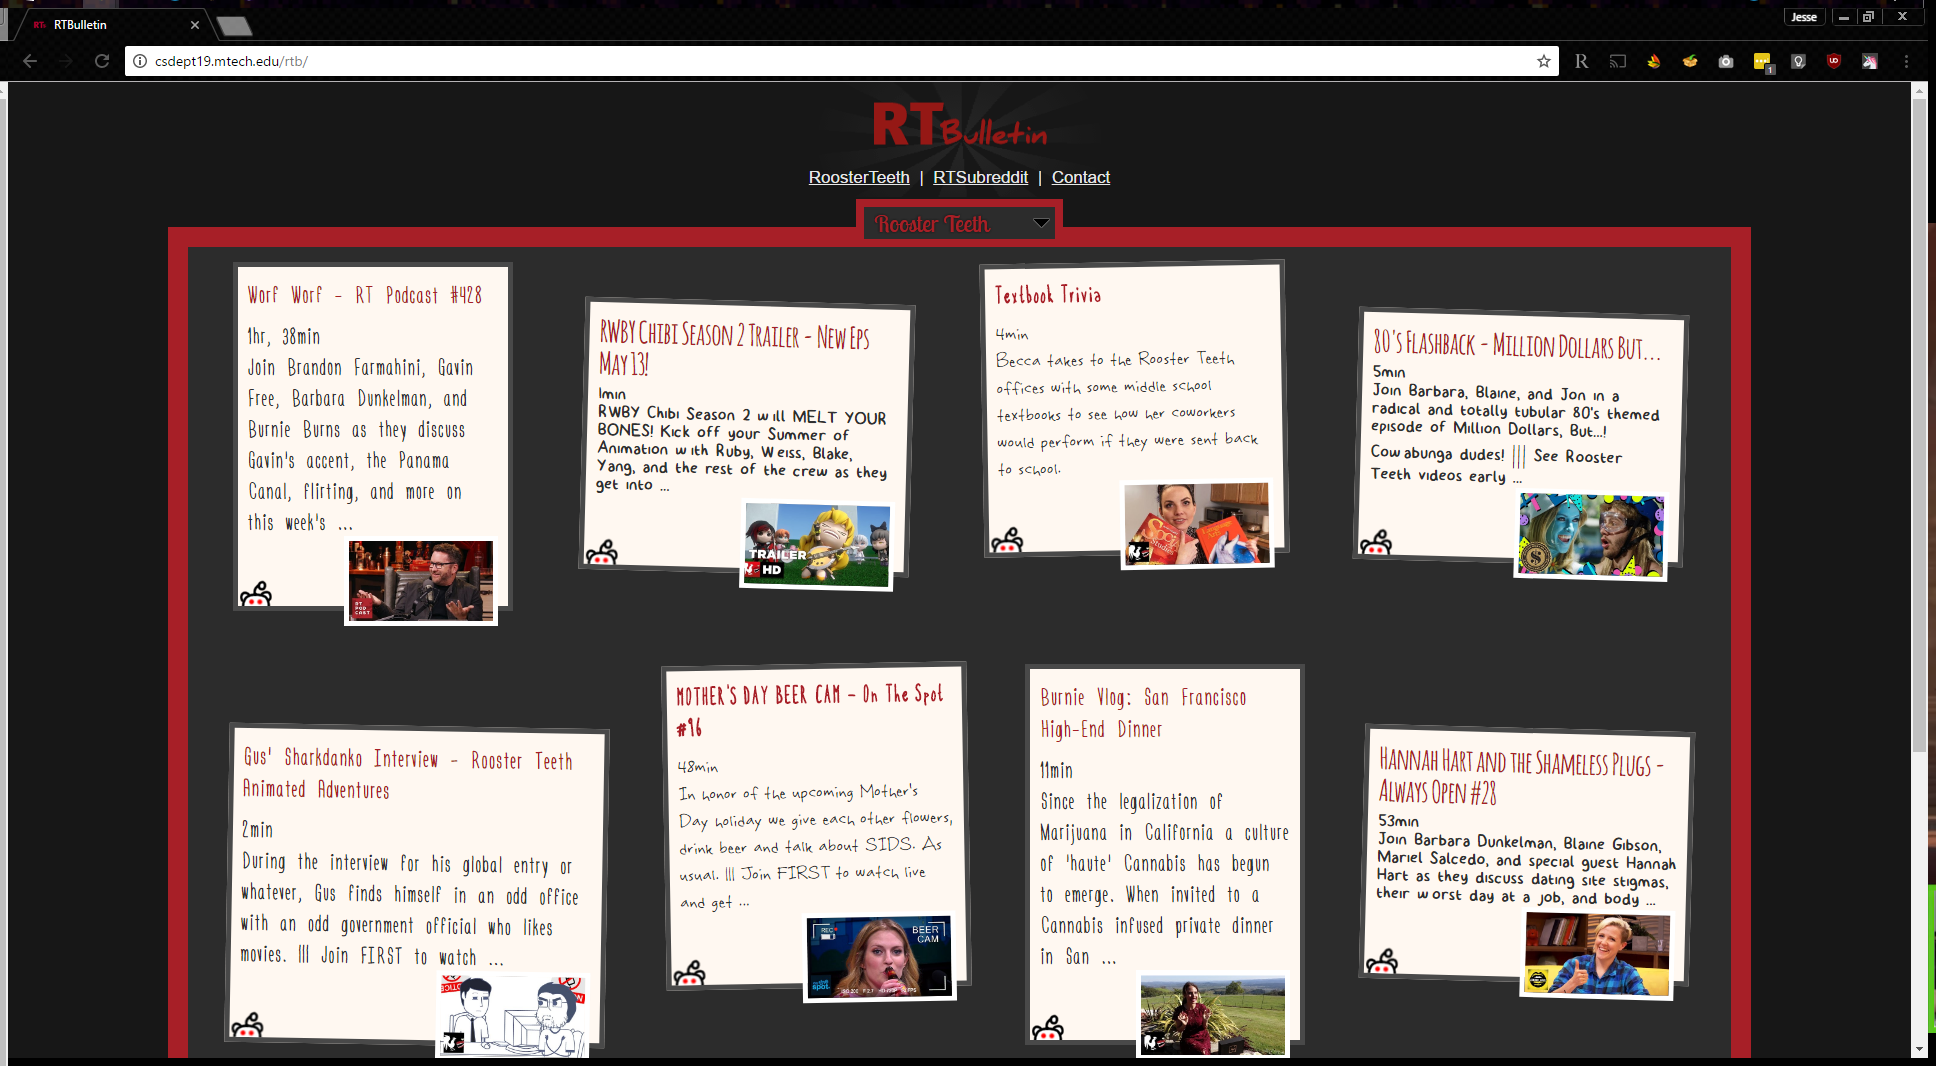 RTBulletin
Jesse
csdept19.mtech.edu/rtb/
1
RTBulletin
RoosterTeeth | RTSubreddit | Contact
Rooster Teeth
Worf Worf - RT Podcast #428
1hr, 38min
Join Brandon Farmahini, Gavin
Free, Barbara Dunkelman, and
Burnie Burns as they discuss
Gavin's accent, the Panama
Canal, flirting, and more on
this week's ...
RT
POD
CAST
RWBY Chibi Season 2 Trailer - New Eps
May 13!
1min
RWBY Chibi Season 2 will MELT YOUR
BONES! Kick off your Summer of
Animation with Ruby, Weiss, Blake,
Yang, and the rest of the crew as they
get into ...
TRAILER
HD
Textbook Trivia
4min
Becca takes to the Rooster Teeth
offices with some middle school
textbooks to see how her coworkers
would perform if they were sent back
to school.
80's Flashback - Million Dollars But...
5min
Join Barbara, Blaine, and Jon in a
radical and totally tubular 80's themed
episode of Million Dollars, But...!
Cowabunga dudes! ||| See Rooster
Teeth videos early ...
Gus' Sharkdanko Interview - Rooster Teeth
Animated Adventures
2min
During the interview for his global entry or
whatever, Gus finds himself in an odd office
with an odd government official who likes
movies. ||| Join FIRST to watch ...
MOTHER'S DAY BEER CAM - On The Spot
#96
48min
In honor of the upcoming Mother's
Day holiday we give each other flowers,
drink beer and talk about SIDS. As
usual. ||| Join FIRST to watch live
and get ...
REC
BEER
CAM
Burnie Vlog: San Francisco
High-End Dinner
11min
Since the legalization of
Marijuana in California a culture
of 'haute' Cannabis has begun
to emerge. When invited to a
Cannabis infused private dinner
in San ...
Hannah Hart and the Shameless Plugs -
Always Open #28
53min
Join Barbara Dunkelman, Blaine Gibson,
Mariel Salcedo, and special guest Hannah
Hart as they discuss dating site stigmas,
their worst day at a job, and body ...